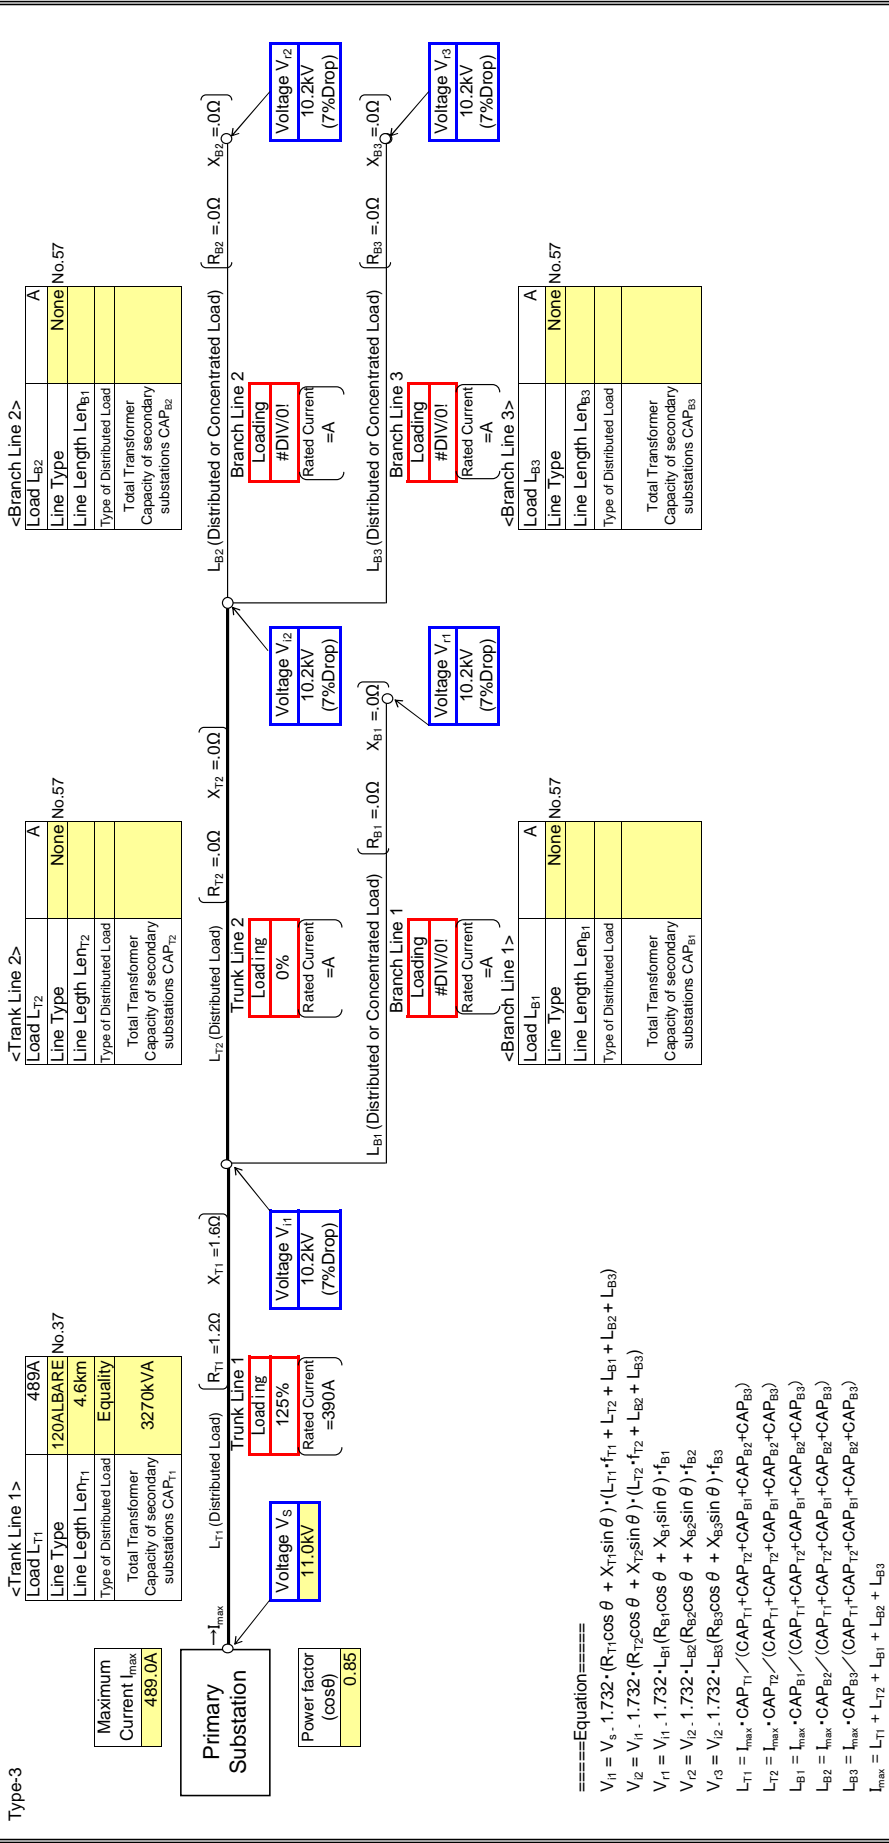 Type-3
Maximum
Current Imax
489.0A
Primary
Substation
Power factor
(cosθ)
0.85
→Imax
Voltage VS
11.0kV
<Trank Line 1>
Load LT1 489A
Line Type 120ALBARE No.37
Line Legth LenT1 4.6km
Type of Distributed Load Equality
Total Transformer
Capacity of secondary
substations CAPT1
3270kVA
LT1 (Distributed Load)
RT1 =1.2Ω XT1 =1.6Ω
Trunk Line 1
Loading
125%
Rated Current
=390A
Voltage Vi1
10.2kV
(7%Drop)
<Trank Line 2>
Load LT2 A
Line Type None No.57
Line Legth LenT2
Type of Distributed Load
Total Transformer
Capacity of secondary
substations CAPT2
LT2 (Distributed Load)
RT2 =.0Ω XT2 =.0Ω
Trunk Line 2
Loading
0%
Rated Current
=A
Voltage Vi2
10.2kV
(7%Drop)
LB1 (Distributed or Concentrated Load)
RB1 =.0Ω XB1 =.0Ω
Branch Line 1
Loading
#DIV/0!
Rated Current
=A
Voltage Vr1
10.2kV
(7%Drop)
<Branch Line 1>
Load LB1 A
Line Type None No.57
Line Length LenB1
Type of Distributed Load
Total Transformer
Capacity of secondary
substations CAPB1
<Branch Line 2>
Load LB2 A
Line Type None No.57
Line Length LenB1
Type of Distributed Load
Total Transformer
Capacity of secondary
substations CAPB2
LB2 (Distributed or Concentrated Load)
RB2 =.0Ω XB2 =.0Ω
Branch Line 2
Loading
#DIV/0!
Rated Current
=A
Voltage Vr2
10.2kV
(7%Drop)
LB3 (Distributed or Concentrated Load)
RB3 =.0Ω XB3 =.0Ω
Branch Line 3
Loading
#DIV/0!
Rated Current
=A
Voltage Vr3
10.2kV
(7%Drop)
<Branch Line 3>
Load LB3 A
Line Type None No.57
Line Length LenB3
Type of Distributed Load
Total Transformer
Capacity of secondary
substations CAPB3
=====Equation=====
Vi1 = Vs - 1.732・(RT1cosθ + XT1sinθ)・(LT1・fT1 + LT2 + LB1 + LB2 + LB3)
Vi2 = Vi1 - 1.732・(RT2cosθ + XT2sinθ)・(LT2・fT2 + LB2 + LB3)
Vr1 = Vi1 - 1.732・LB1(RB1cosθ + XB1sinθ)・fB1
Vr2 = Vi2 - 1.732・LB2(RB2cosθ + XB2sinθ)・fB2
Vr3 = Vi2 - 1.732・LB3(RB3cosθ + XB3sinθ)・fB3
LT1 = Imax・CAPT1／(CAPT1+CAPT2+CAPB1+CAPB2+CAPB3)
LT2 = Imax・CAPT2／(CAPT1+CAPT2+CAPB1+CAPB2+CAPB3)
LB1 = Imax・CAPB1／(CAPT1+CAPT2+CAPB1+CAPB2+CAPB3)
LB2 = Imax・CAPB2／(CAPT1+CAPT2+CAPB1+CAPB2+CAPB3)
LB3 = Imax・CAPB3／(CAPT1+CAPT2+CAPB1+CAPB2+CAPB3)
Imax = LT1 + LT2 + LB1 + LB2 + LB3